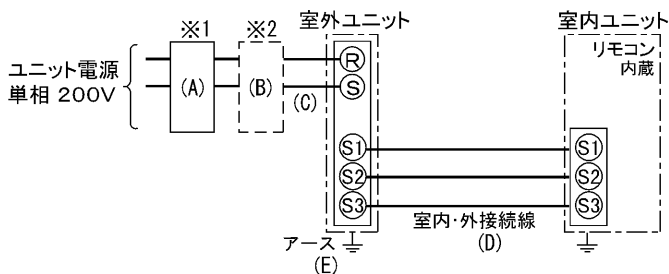 ※1
※2
室外ユニット
室内ユニット
ユニット電源
単相 200V
(A)
(B)
(C)
R
S
リモコン
内蔵
S1
S2
S3
S1
S2
S3
室内・外接続線
(D)
アース
(E)